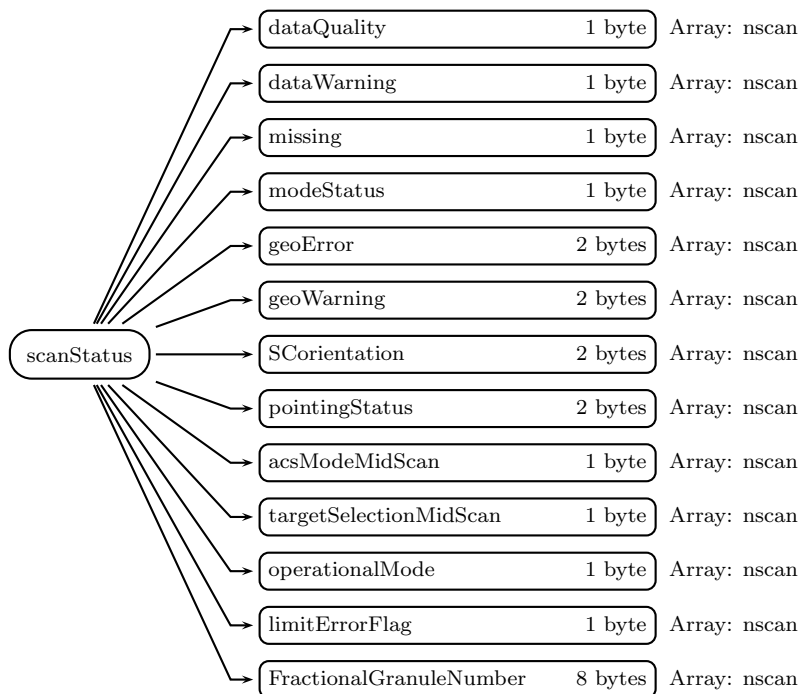 dataQuality 1 byte Array: nscan
dataWarning 1 byte Array: nscan
missing 1 byte Array: nscan
modeStatus 1 byte Array: nscan
geoError 2 bytes Array: nscan
geoWarning 2 bytes Array: nscan
scanStatus
SCorientation 2 bytes Array: nscan
pointingStatus 2 bytes Array: nscan
acsModeMidScan 1 byte Array: nscan
targetSelectionMidScan 1 byte Array: nscan
operationalMode 1 byte Array: nscan
limitErrorFlag 1 byte Array: nscan
FractionalGranuleNumber 8 bytes Array: nscan